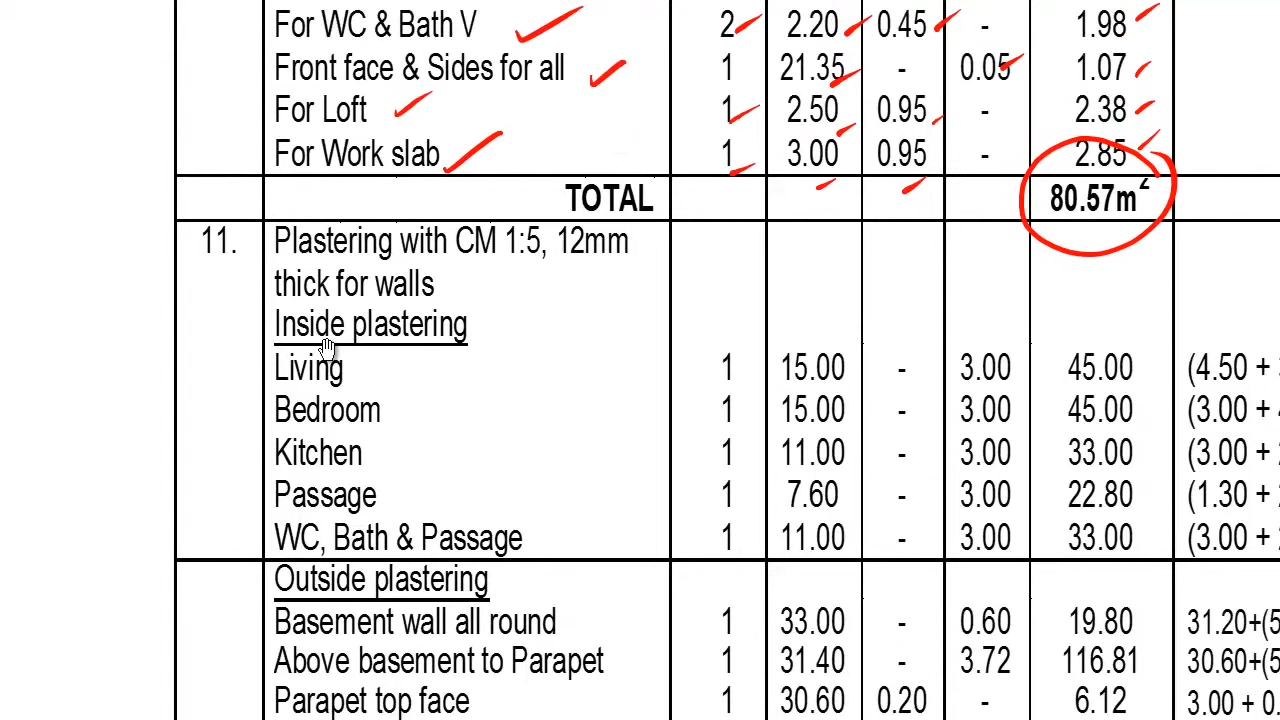 For WC & Bath V 2 2.20 0.45 - 1.98
Front face & Sides for all 1 21.35 - 0.05 1.07
For Loft 1 2.50 0.95 - 2.38
For Work slab 1 3.00 0.95 - 2.85
TOTAL 80.57m²
11. Plastering with CM 1:5, 12mm
thick for walls
Inside plastering
Living 1 15.00 - 3.00 45.00 (4.50 +
Bedroom 1 15.00 - 3.00 45.00 (3.00 +
Kitchen 1 11.00 - 3.00 33.00 (3.00 +
Passage 1 7.60 - 3.00 22.80 (1.30 +
WC, Bath & Passage 1 11.00 - 3.00 33.00 (3.00 +
Outside plastering
Basement wall all round 1 33.00 - 0.60 19.80 31.20+(5
Above basement to Parapet 1 31.40 - 3.72 116.81 30.60+(5
Parapet top face 1 30.60 0.20 - 6.12 3.00 + 0.